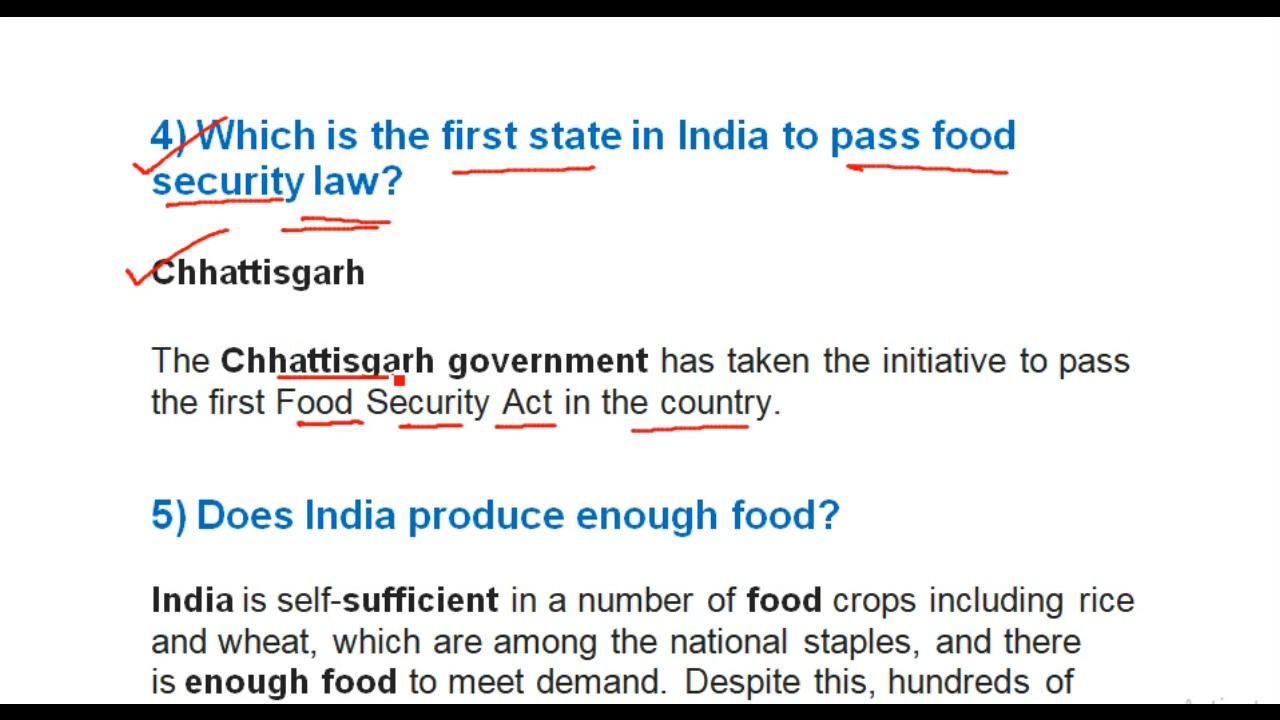 4) Which is the first state in India to pass food
security law?
Chhattisgarh
The Chhattisgarh government has taken the initiative to pass
the first Food Security Act in the country.
5) Does India produce enough food?
India is self-sufficient in a number of food crops including rice
and wheat, which are among the national staples, and there
is enough food to meet demand. Despite this, hundreds of